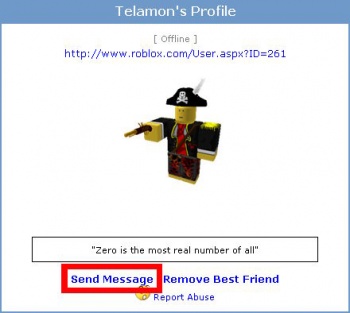 Telamon's Profile
[ Offline ]
http://www.roblox.com/User.aspx?ID=261
"Zero is the most real number of all"
Send Message Remove Best Friend
Report Abuse